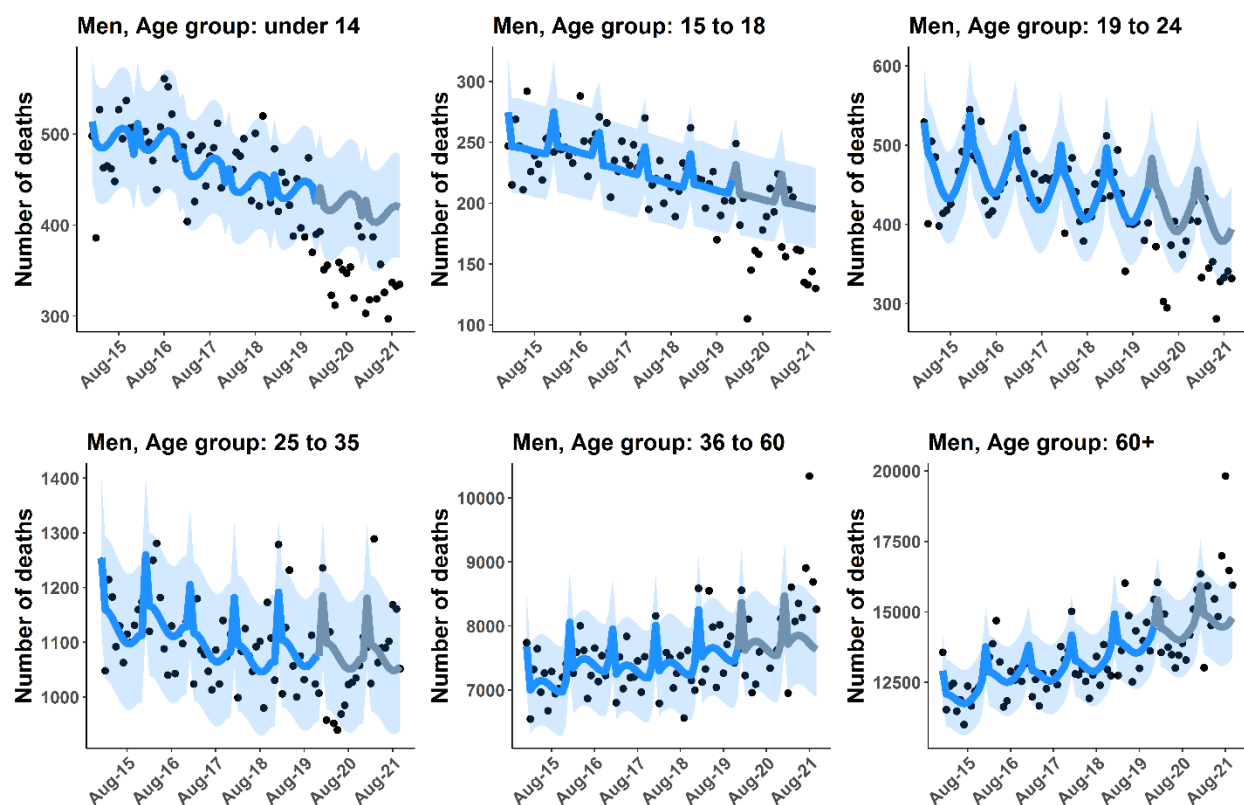 Men, Age group: under 14
Number of deaths
500
400
300
Aug-15
Aug-16
Aug-17
Aug-18
Aug-19
Aug-20
Aug-21
Men, Age group: 15 to 18
Number of deaths
300
250
200
150
100
Aug-15
Aug-16
Aug-17
Aug-18
Aug-19
Aug-20
Aug-21
Men, Age group: 19 to 24
Number of deaths
600
500
400
300
Aug-15
Aug-16
Aug-17
Aug-18
Aug-19
Aug-20
Aug-21
Men, Age group: 25 to 35
Number of deaths
1400
1300
1200
1100
1000
Aug-15
Aug-16
Aug-17
Aug-18
Aug-19
Aug-20
Aug-21
Men, Age group: 36 to 60
Number of deaths
10000
9000
8000
7000
Aug-15
Aug-16
Aug-17
Aug-18
Aug-19
Aug-20
Aug-21
Men, Age group: 60+
Number of deaths
20000
17500
15000
12500
Aug-15
Aug-16
Aug-17
Aug-18
Aug-19
Aug-20
Aug-21